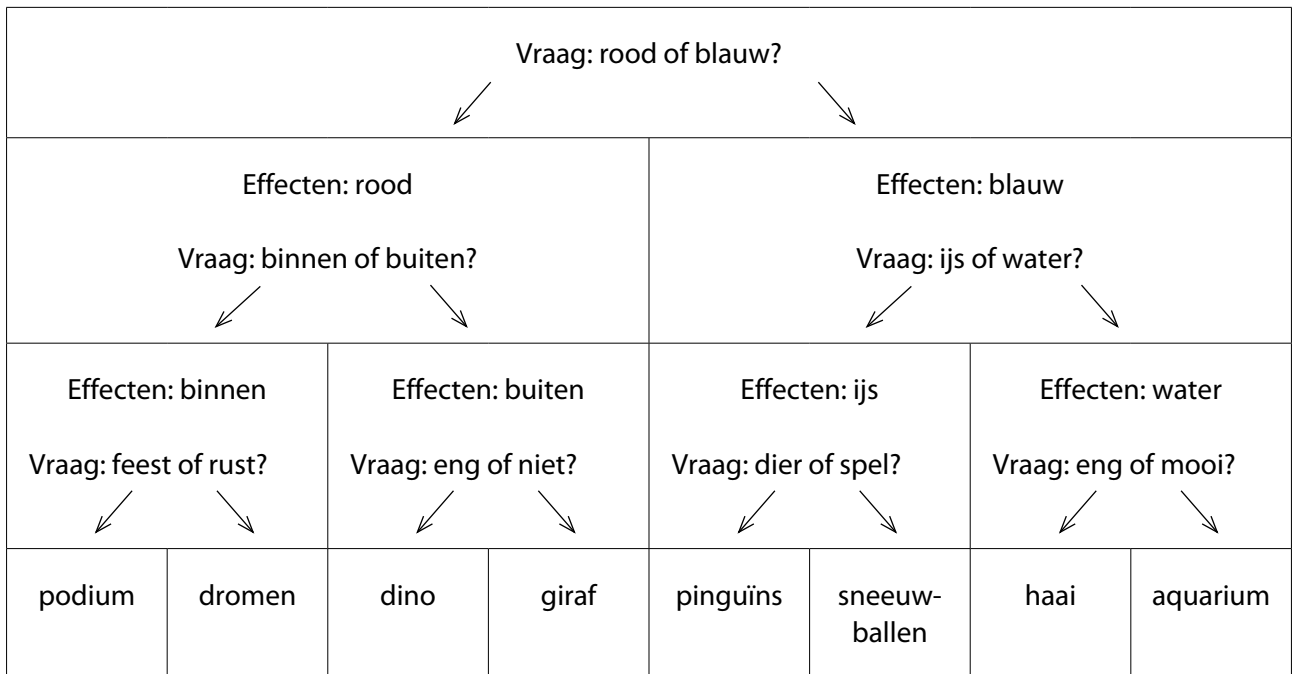 Vraag: rood of blauw?
Effecten: rood
Vraag: binnen of buiten?
Effecten: blauw
Vraag: ijs of water?
Effecten: binnen
Vraag: feest of rust?
Effecten: buiten
Vraag: eng of niet?
Effecten: ijs
Vraag: dier of spel?
Effecten: water
Vraag: eng of mooi?
podium
dromen
dino
giraf
pinguïns
sneeuw-
ballen
haai
aquarium